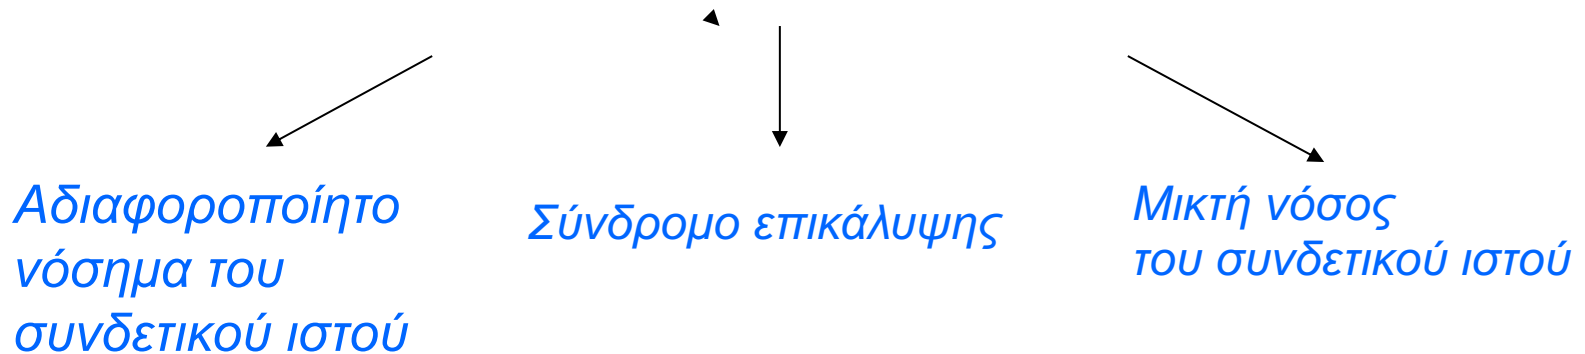 Αδιαφοροποίητο
νόσημα του
συνδετικού ιστού
Σύνδρομο επικάλυψης
Μικτή νόσος
του συνδετικού ιστού